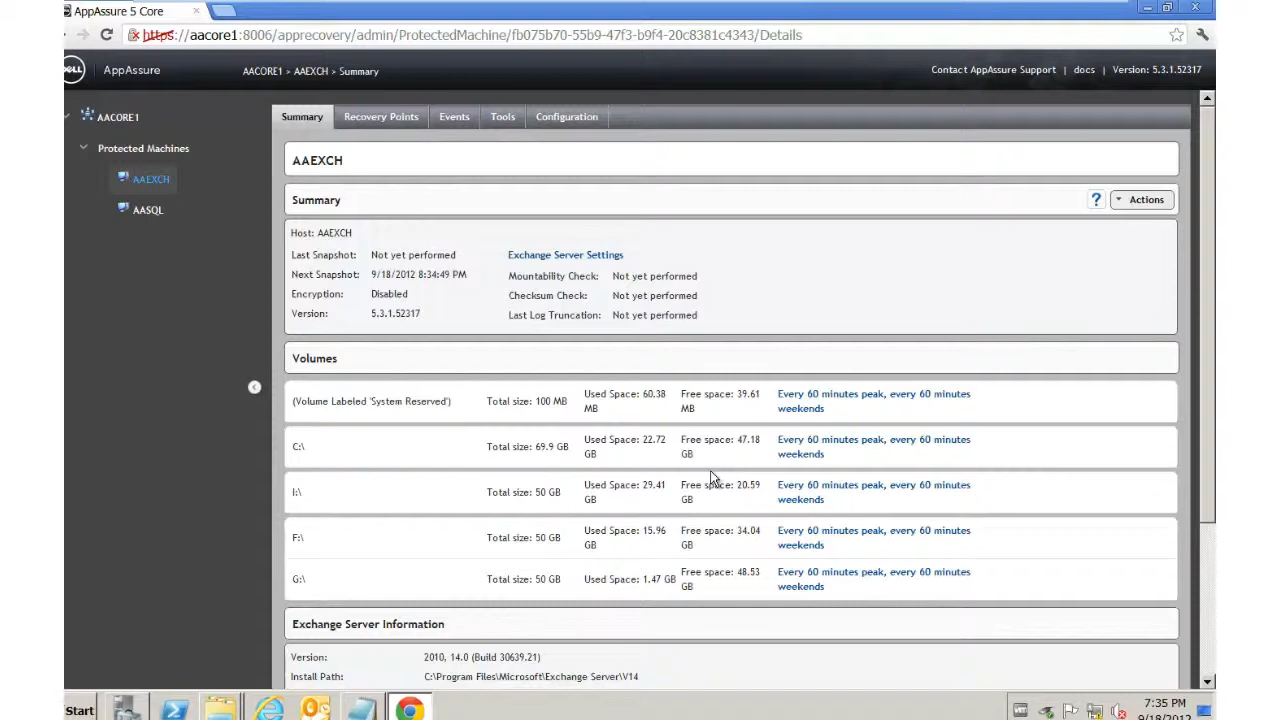 AppAssure 5 Core
https://aacore1:8006/apprecovery/admin/ProtectedMachine/fb075b70-55b9-47f3-b9f4-20c8381c4343/Details
DELL
AppAssure
AACORE1 > AAEXCH > Summary
Contact AppAssure Support | docs | Version: 5.3.1.52317
AACORE1
Protected Machines
AAEXCH
AASQL
Summary
Recovery Points
Events
Tools
Configuration
AAEXCH
Summary
? Actions
Host: AAEXCH
Last Snapshot: Not yet performed
Exchange Server Settings
Next Snapshot: 9/18/2012 8:34:49 PM
Mountability Check: Not yet performed
Encryption: Disabled
Checksum Check: Not yet performed
Version: 5.3.1.52317
Last Log Truncation: Not yet performed
Volumes
(Volume Labeled 'System Reserved') Total size: 100 MB
Used Space: 60.38
MB
Free space: 39.61
MB
Every 60 minutes peak, every 60 minutes
weekends
C:\ Total size: 69.9 GB
Used Space: 22.72
GB
Free space: 47.18
GB
Every 60 minutes peak, every 60 minutes
weekends
I:\ Total size: 50 GB
Used Space: 29.41
GB
Free space: 20.59
GB
Every 60 minutes peak, every 60 minutes
weekends
F:\ Total size: 50 GB
Used Space: 15.96
GB
Free space: 34.04
GB
Every 60 minutes peak, every 60 minutes
weekends
G:\ Total size: 50 GB
Used Space: 1.47 GB
Free space: 48.53
GB
Every 60 minutes peak, every 60 minutes
weekends
Exchange Server Information
Version: 2010, 14.0 (Build 30639.21)
Install Path: C:\Program Files\Microsoft\Exchange Server\V14
Start
7:35 PM
9/18/2012